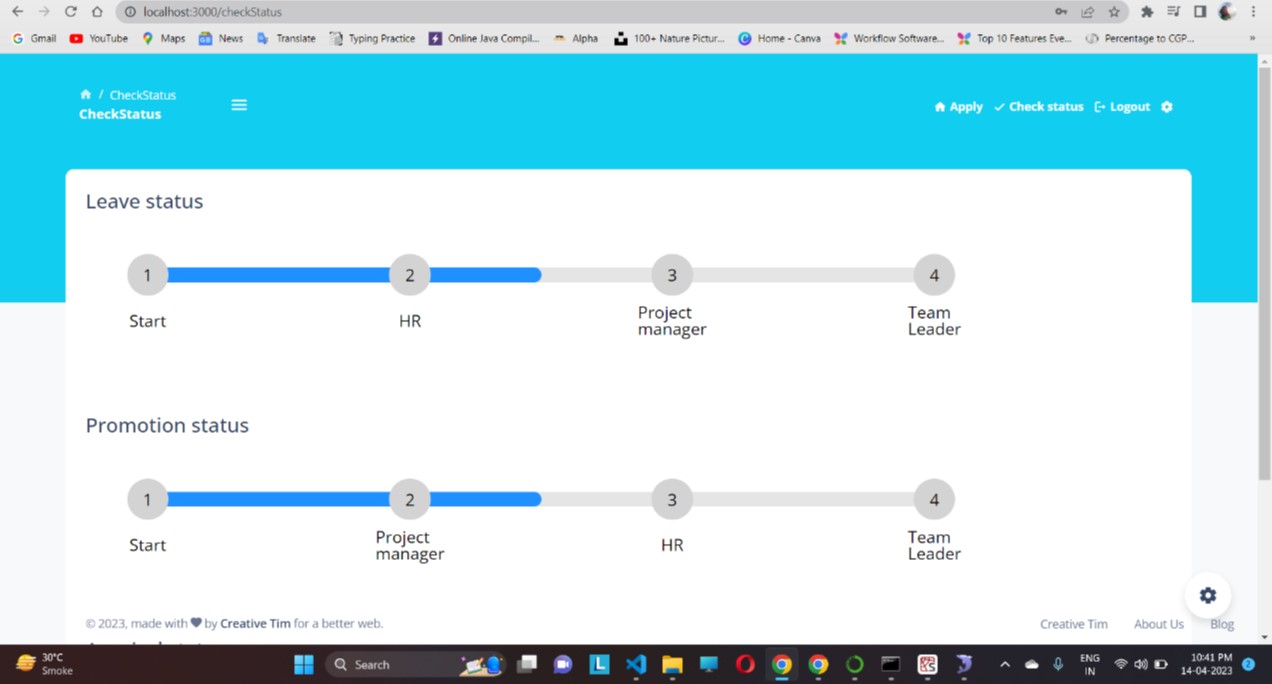 localhost:3000/checkStatus
Gmail YouTube Maps News Translate Typing Practice Online Java Compil... Alpha 100+ Nature Pictur... Home - Canva Workflow Software... Top 10 Features Eve... Percentage to CGP... »
/ CheckStatus
CheckStatus
Apply Check status Logout
Leave status
1 2 3 4
Start HR Project manager Team Leader
Promotion status
1 2 3 4
Start Project manager HR Team Leader
© 2023, made with by Creative Tim for a better web. Creative Tim About Us Blog
30°C
Smoke
Search
ENG
IN
10:41 PM
14-04-2023
2